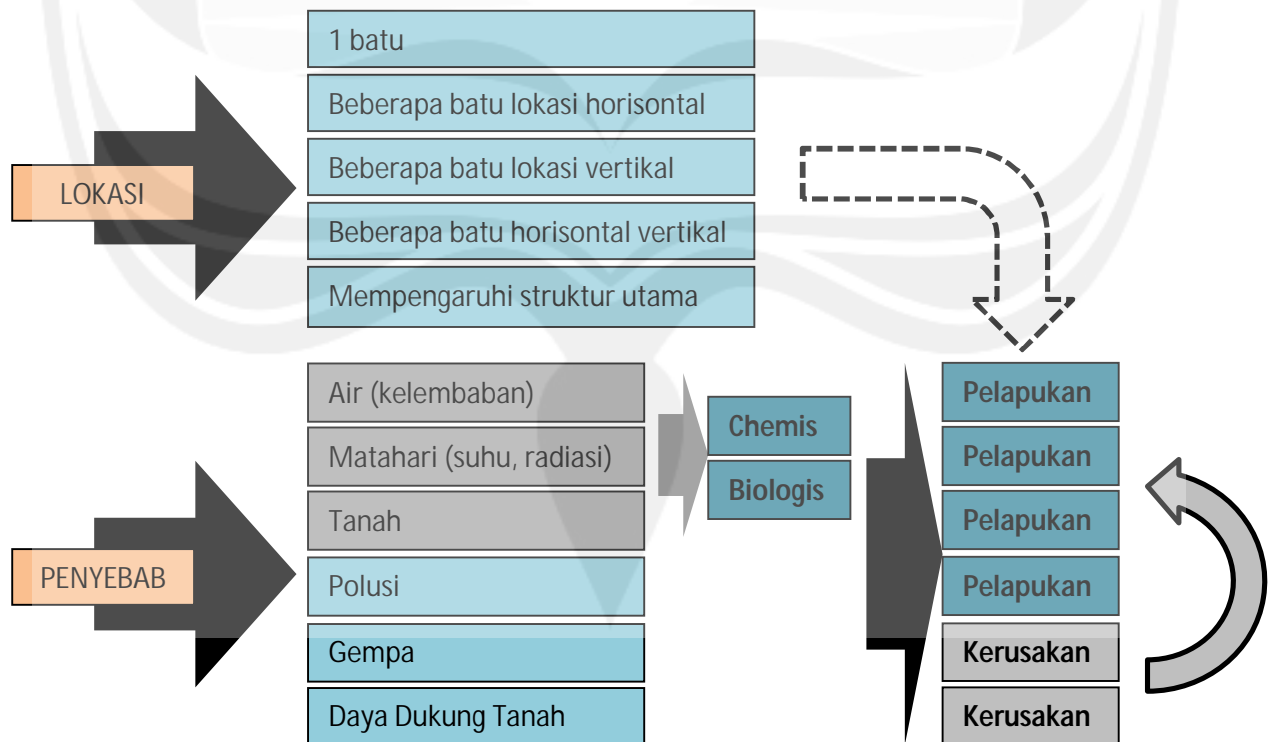 LOKASI
1 batu
Beberapa batu lokasi horisontal
Beberapa batu lokasi vertikal
Beberapa batu horisontal vertikal
Mempengaruhi struktur utama
PENYEBAB
Air (kelembaban)
Matahari (suhu, radiasi)
Tanah
Polusi
Gempa
Daya Dukung Tanah
Chemis
Biologis
Pelapukan
Pelapukan
Pelapukan
Pelapukan
Kerusakan
Kerusakan